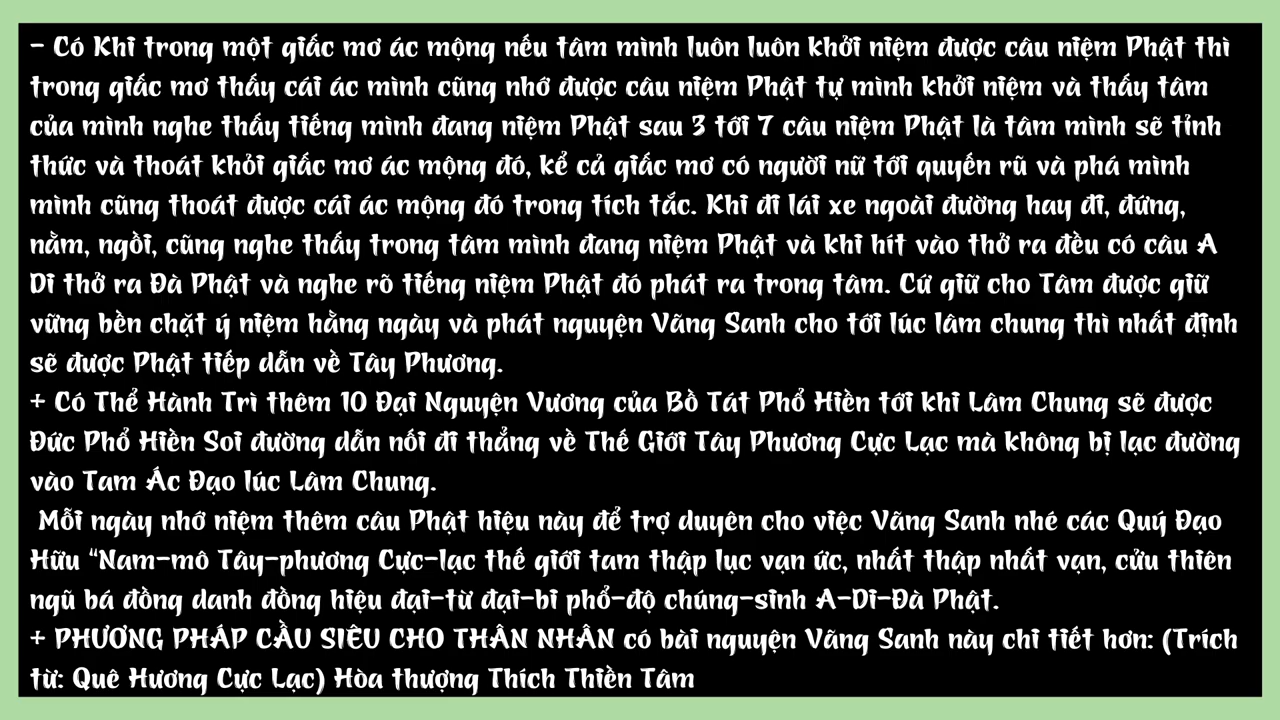 - Có Khi trong một giấc mơ ác mộng nếu tâm mình luôn luôn khởi niệm được câu niệm Phật thì
trong giấc mơ thấy cái ác mình cũng nhớ được câu niệm Phật tự mình khởi niệm và thấy tâm
của mình nghe thấy tiếng mình đang niệm Phật sau 3 tới 7 câu niệm Phật là tâm mình sẽ tỉnh
thức và thoát khỏi giấc mơ ác mộng đó, kể cả giấc mơ có người nữ tới quyến rũ và phá mình
mình cũng thoát được cái ác mộng đó trong tích tắc. Khi đi lái xe ngoài đường hay đi, đứng,
nằm, ngồi, cũng nghe thấy trong tâm mình đang niệm Phật và khi hít vào thở ra đều có câu A
Di thở ra Đà Phật và nghe rõ tiếng niệm Phật đó phát ra trong tâm. Cứ giữ cho Tâm được giữ
vững bền chặt ý niệm hằng ngày và phát nguyện Vãng Sanh cho tới lúc lâm chung thì nhất định
sẽ được Phật tiếp dẫn về Tây Phương.
+ Có Thể Hành Trì thêm 10 Đại Nguyện Vương của Bồ Tát Phổ Hiền tới khi Lâm Chung sẽ được
Đức Phổ Hiền Soi đường dẫn nối đi thẳng về Thế Giới Tây Phương Cực Lạc mà không bị lạc đường
vào Tam Ác Đạo lúc Lâm Chung.
Mỗi ngày nhớ niệm thêm câu Phật hiệu này để trợ duyên cho việc Vãng Sanh nhé các Quý Đạo
Hữu "Nam-mô Tây-phương Cực-lạc thế giới tam thập lục vạn ức, nhất thập nhất vạn, cửu thiên
ngũ bá đồng danh đồng hiệu đại-từ đại-bi phổ-độ chúng-sinh A-Di-Đà Phật.
+ PHƯƠNG PHÁP CẦU SIÊU CHO THÂN NHÂN có bài nguyện Vãng Sanh này chi tiết hơn: (Trích
từ: Quê Hương Cực Lạc) Hòa thượng Thích Thiền Tâm